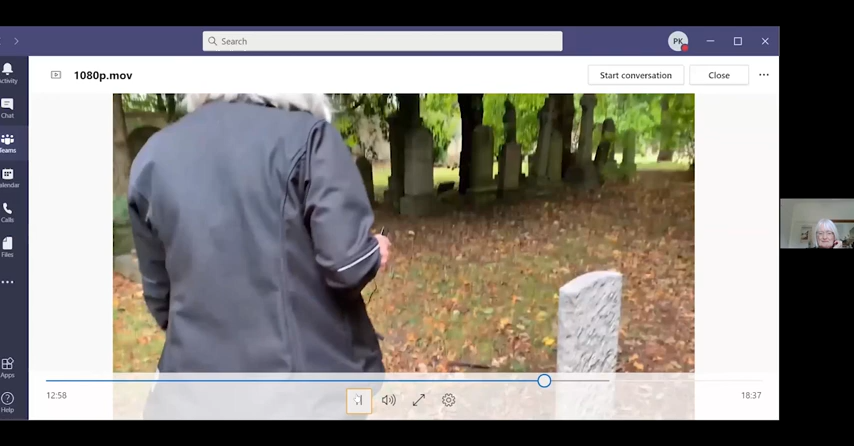 Search
PK
1080p.mov
Start conversation
Close
Activity
Chat
Teams
Calendar
Calls
Files
Apps
Help
12:58
18:37